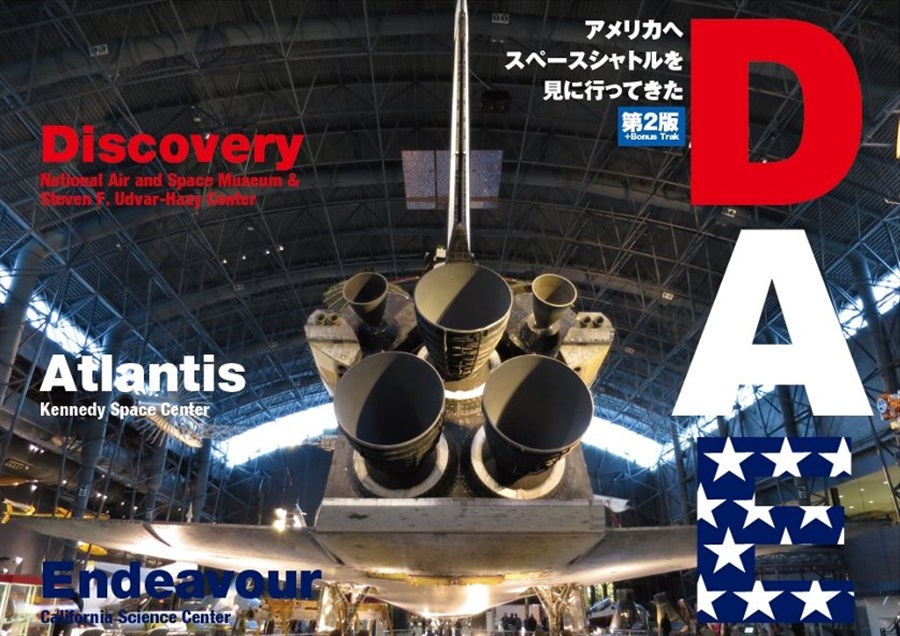 アメリカへ
スペースシャトルを
見に行ってきた
第2版
+Bonus Trak
D
A
E
Discovery
National Air and Space Museum &
Steven F. Udvar-Hazy Center
Atlantis
Kennedy Space Center
Endeavour
California Science Center